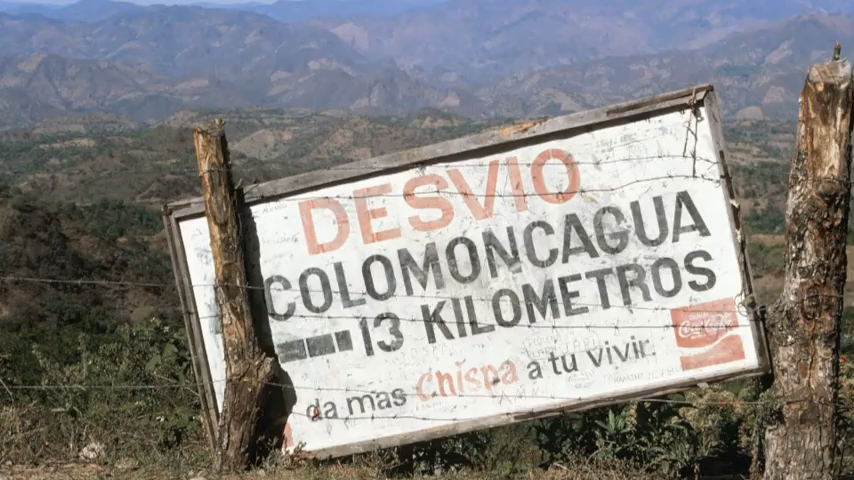 DESVIO
COLOMONCAGUA
13 KILOMETROS
da mas chispa a tu vivir.
Coca-Cola